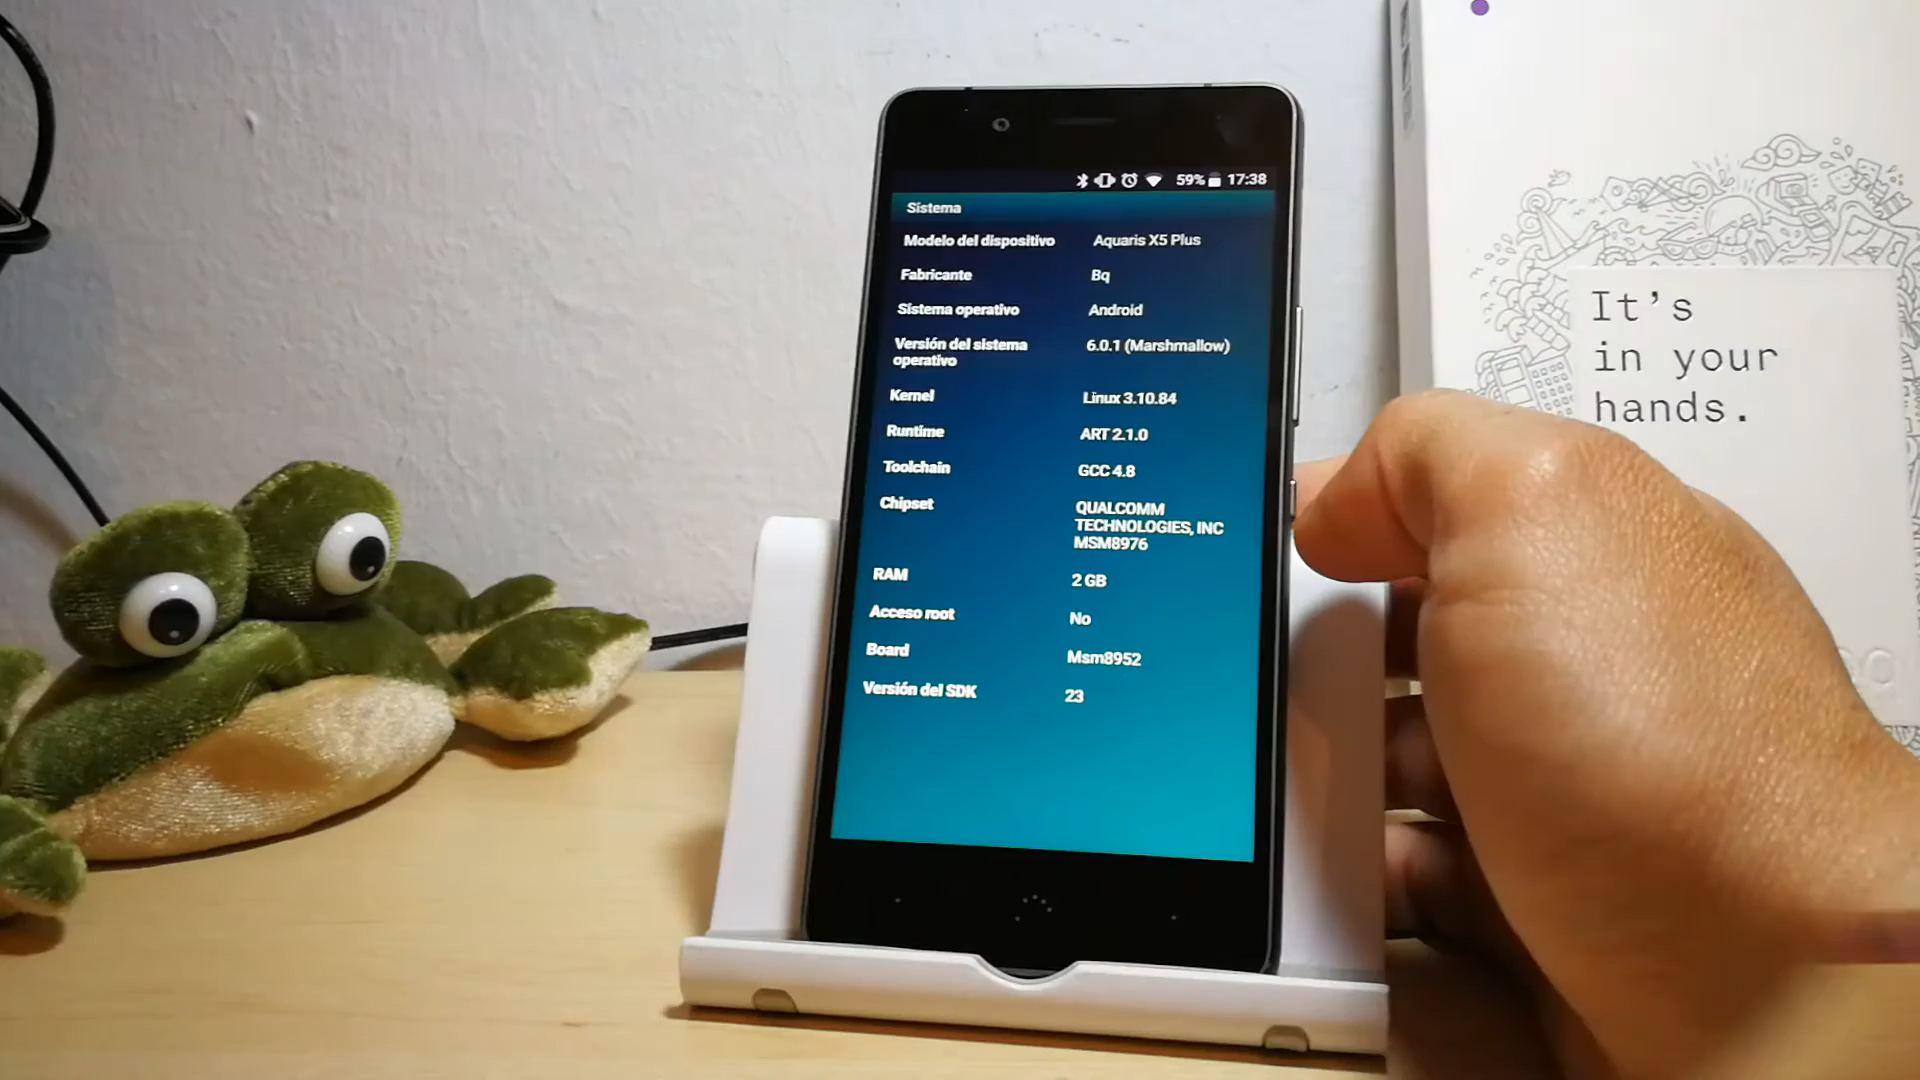 59% 17:38
Sistema
Modelo del dispositivo Aquaris X5 Plus
Fabricante Bq
Sistema operativo Android
Versión del sistema operativo 6.0.1 (Marshmallow)
Kernel Linux 3.10.84
Runtime ART 2.1.0
Toolchain GCC 4.8
Chipset QUALCOMM
TECHNOLOGIES, INC
MSM8976
RAM 2 GB
Acceso root No
Board Msm8952
Versión del SDK 23
It's
in your
hands.